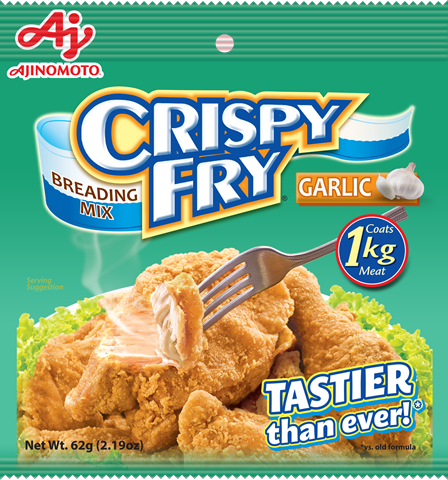 Aj
AJINOMOTO®
CRISPY
FRY®
BREADING
MIX
GARLIC
Coats
1kg
Meat
Serving
Suggestion
TASTIER
than ever!*
*vs. old formula
Net Wt. 62g (2.19oz)